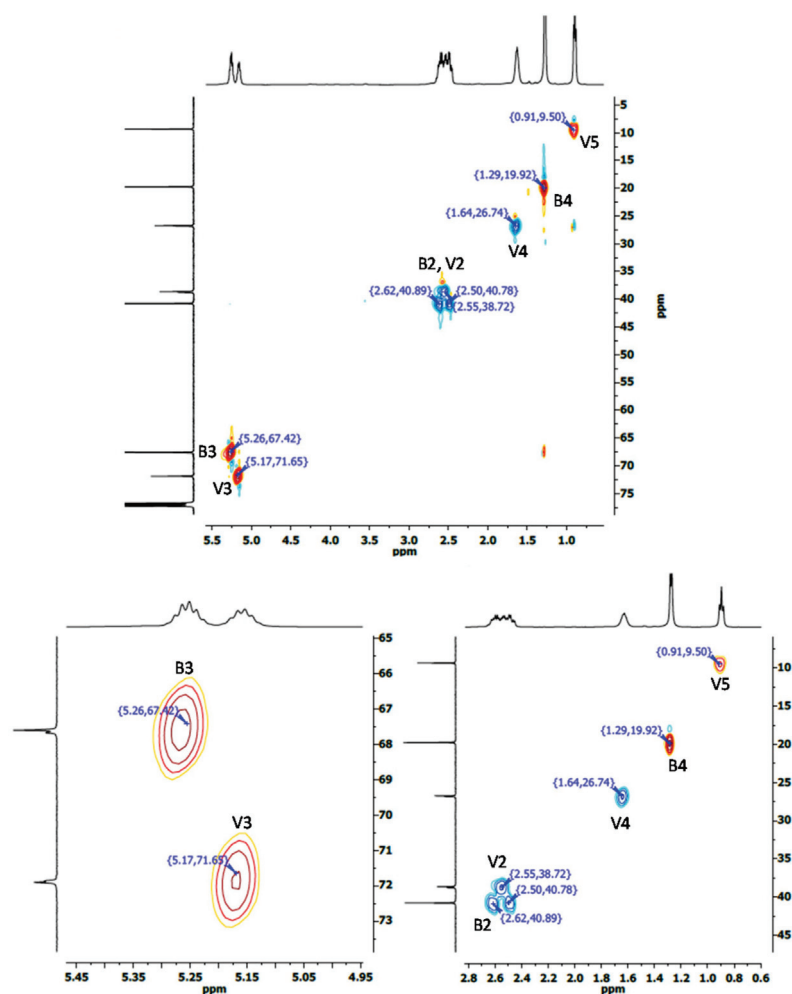 {0.91,9.50}
V5
{1.29,19.92}
B4
{1.64,26.74}
V4
B2, V2
{2.62,40.89}
{2.50,40.78}
{2.55,38.72}
B3
{5.26,67.42}
V3
{5.17,71.65}
5
10
15
20
25
30
35
40
45
50
55
60
65
70
75
ppm
5.5 5.0 4.5 4.0 3.5 3.0 2.5 2.0 1.5 1.0
ppm
B3
{5.26,67.42}
V3
{5.17,71.65}
65
66
67
68
69
70
71
72
73
5.45 5.35 5.25 5.15 5.05 4.95
ppm
{0.91,9.50}
V5
{1.29,19.92}
B4
{1.64,26.74}
V4
V2
{2.55,38.72}
{2.50,40.78}
B2
{2.62,40.89}
10
15
20
25
30
35
40
45
2.8 2.6 2.4 2.2 2.0 1.8 1.6 1.4 1.2 1.0 0.8 0.6
ppm